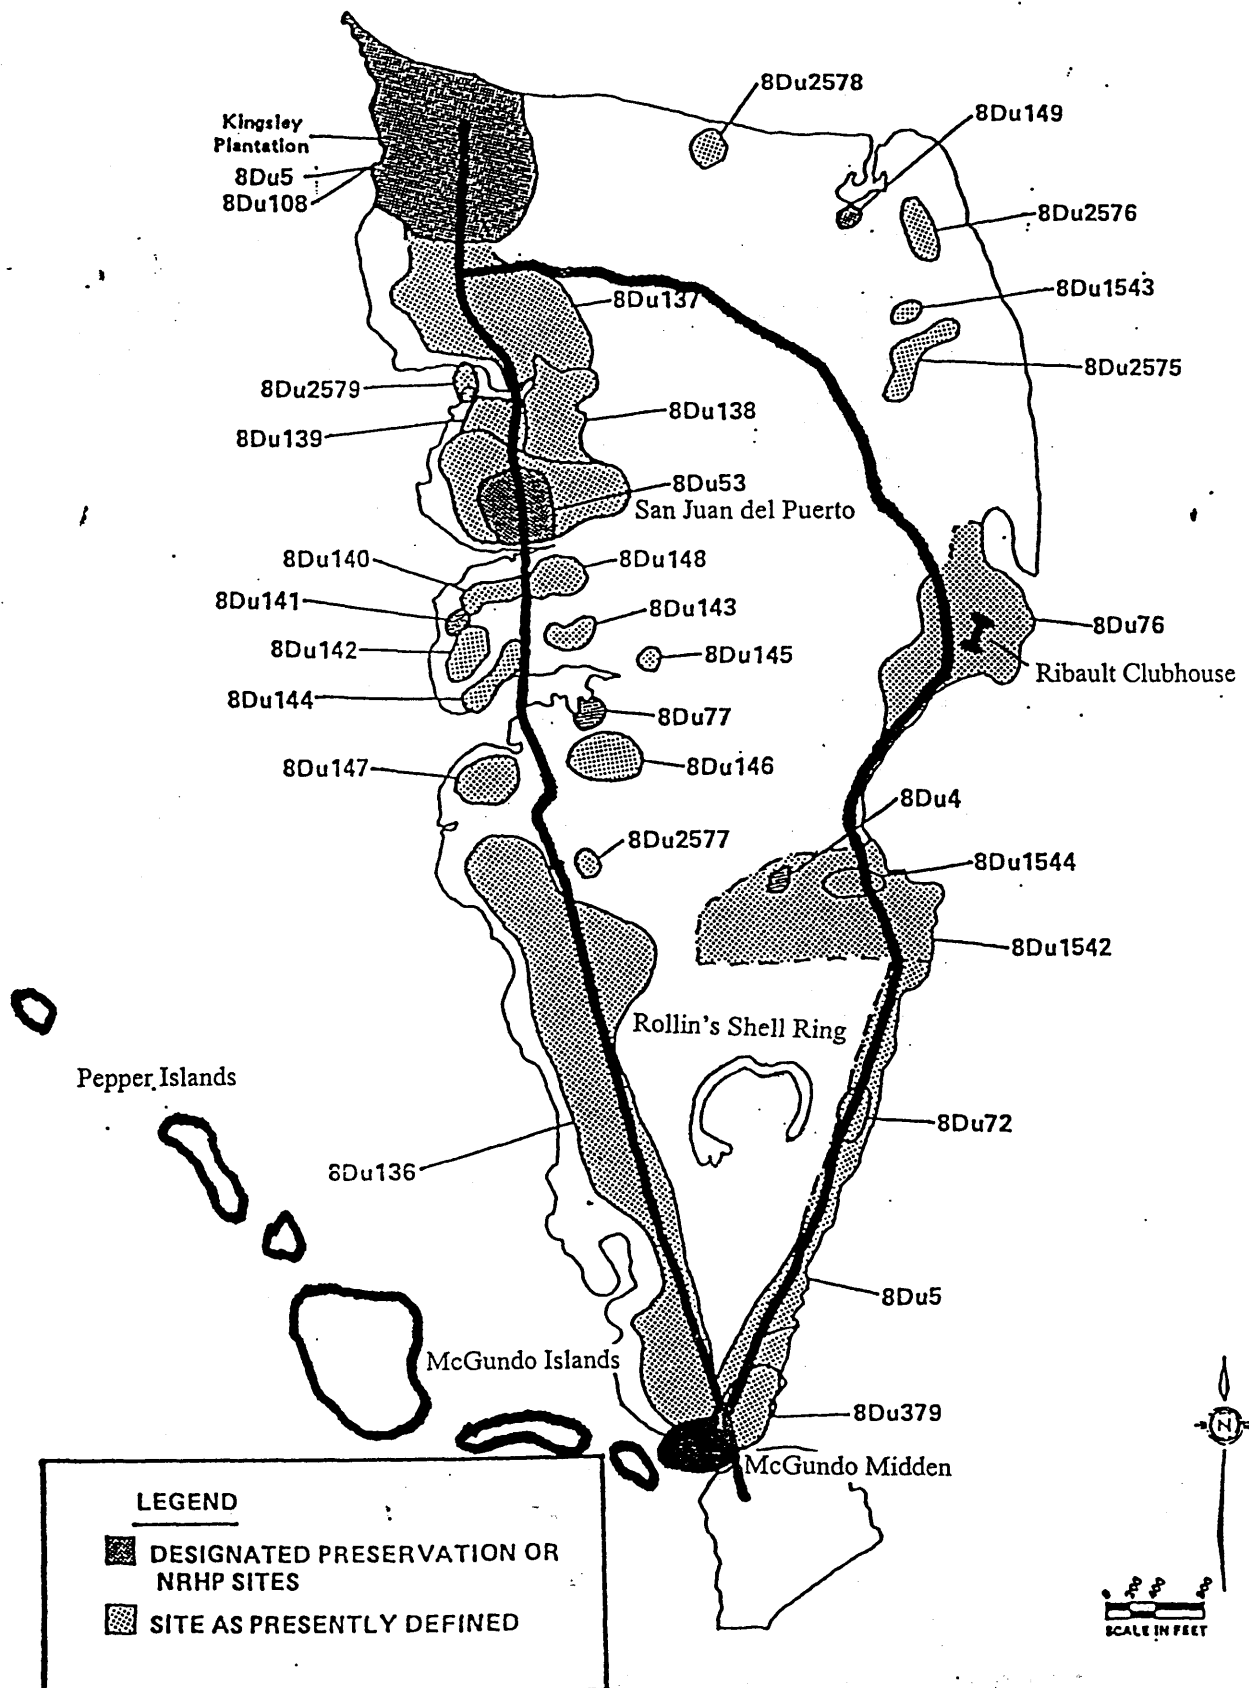 8Du2578
8Du149
Kingsley
Plantation
8Du5
8Du108
8Du2576
8Du1543
8Du137
8Du2575
8Du2579
8Du138
8Du139
8Du53
San Juan del Puerto
8Du140
8Du148
8Du141
8Du143
8Du76
8Du142
8Du145
Ribault Clubhouse
8Du144
8Du77
8Du147
8Du146
8Du4
8Du2577
8Du1544
8Du1542
Rollin's Shell Ring
Pepper Islands
8Du72
8Du136
8Du5
McGundo Islands
8Du379
McGundo Midden
N
LEGEND
DESIGNATED PRESERVATION OR
NRHP SITES
SITE AS PRESENTLY DEFINED
0 400 800
SCALE IN FEET